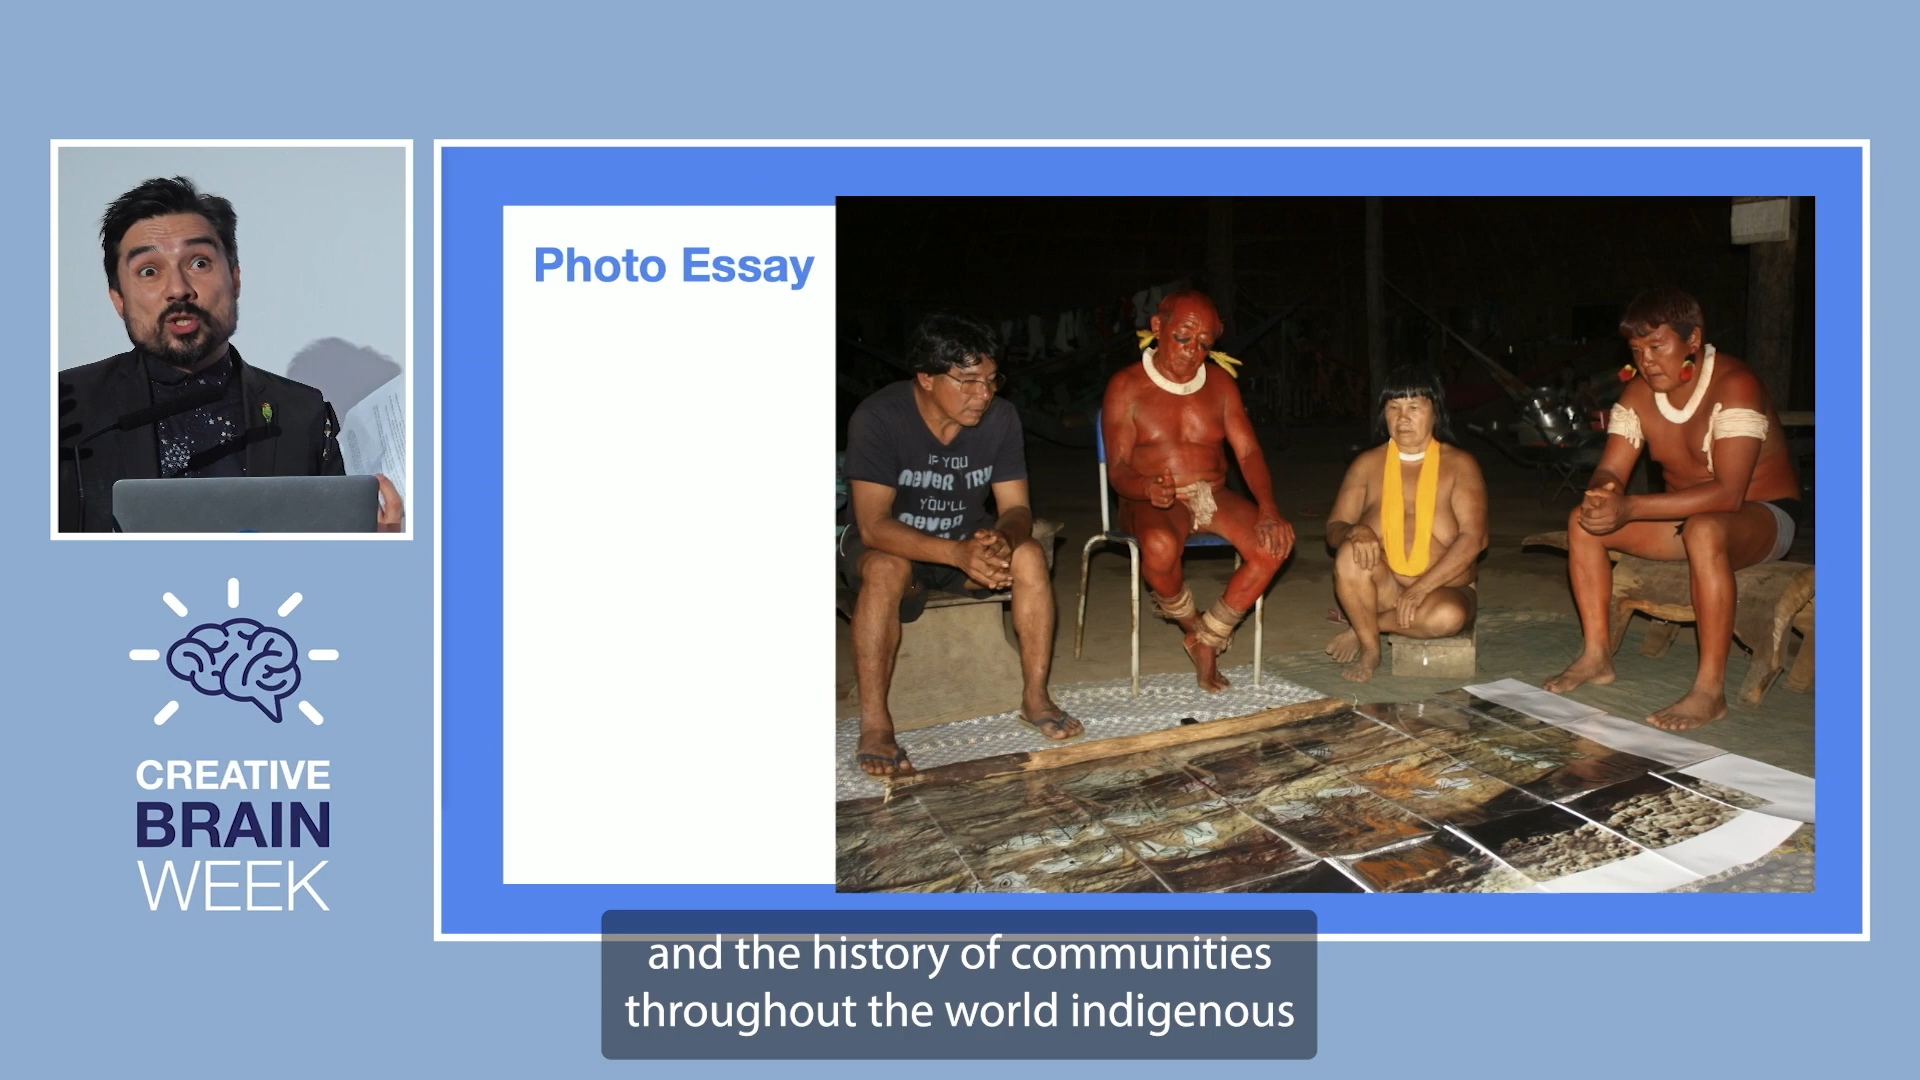 Photo Essay
IF YOU
never TRY
YOU'LL
never
CREATIVE
BRAIN
WEEK
and the history of communities
throughout the world indigenous